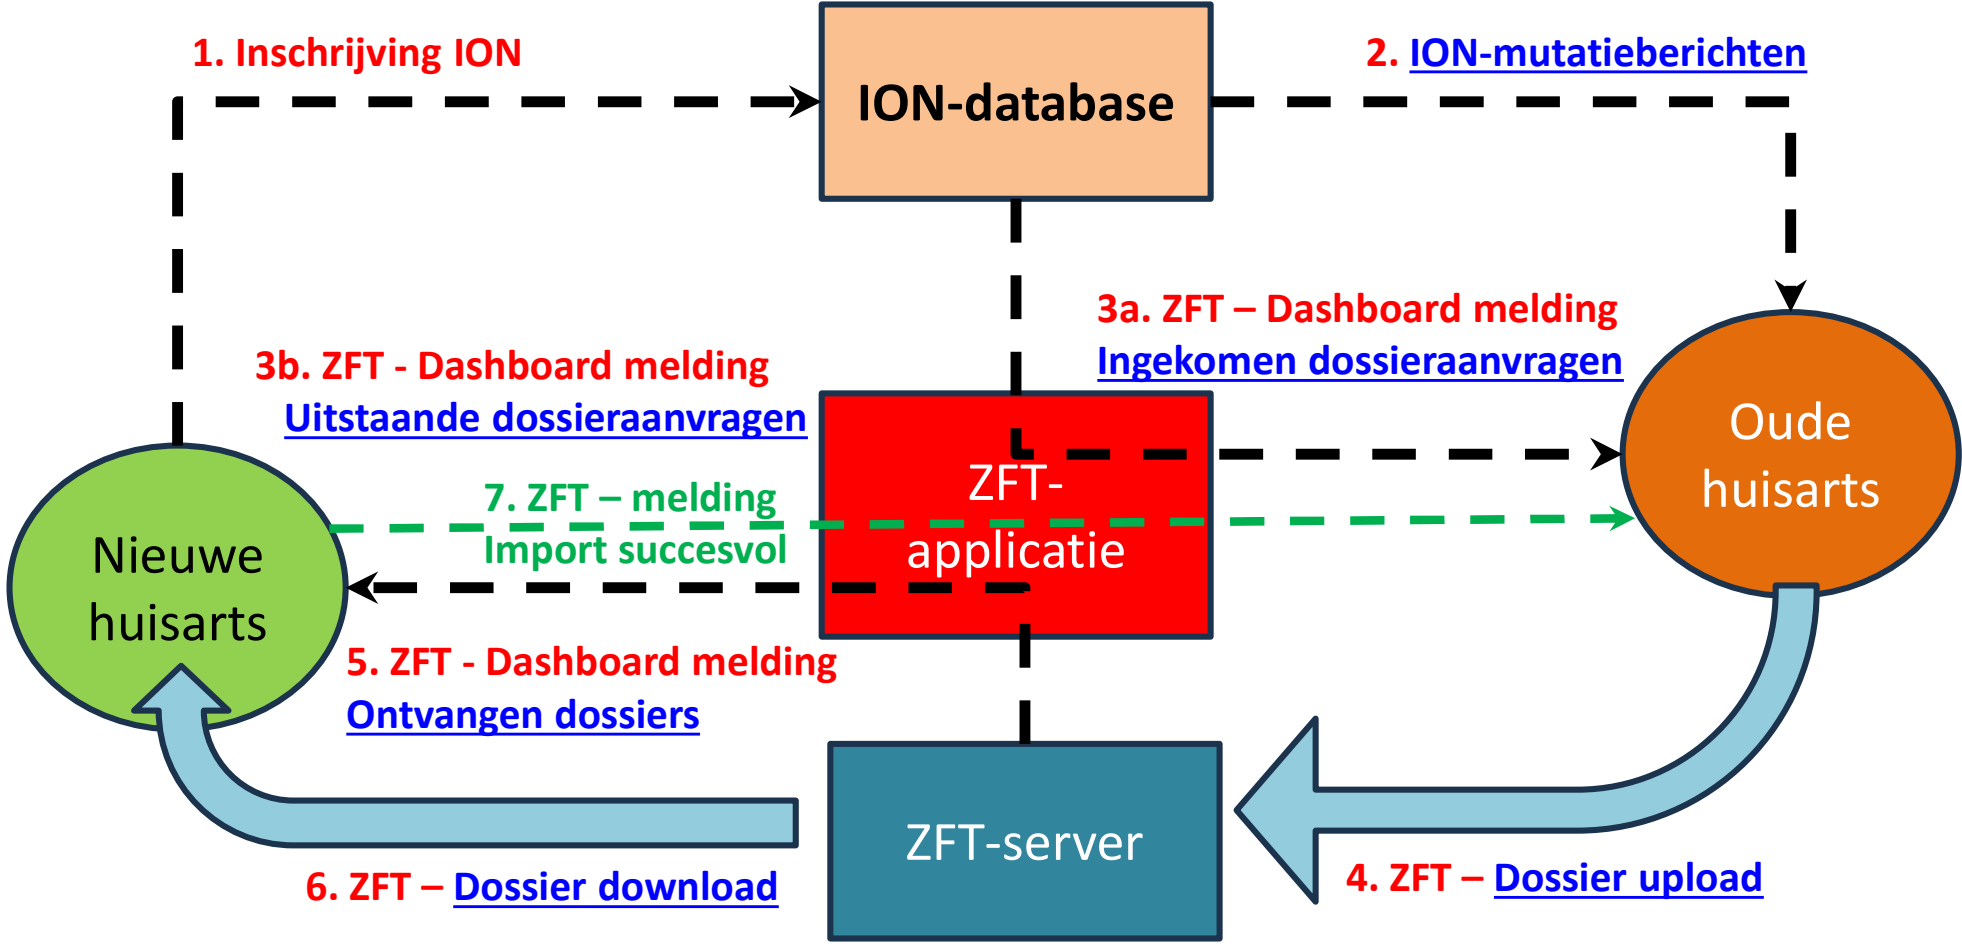 1. Inschrijving ION
ION-database
2. ION-mutatieberichten
3a. ZFT – Dashboard melding
Ingekomen dossieraanvragen
3b. ZFT - Dashboard melding
Uitstaande dossieraanvragen
Oude
huisarts
7. ZFT – melding
Import succesvol
ZFT-
applicatie
Nieuwe
huisarts
5. ZFT - Dashboard melding
Ontvangen dossiers
ZFT-server
6. ZFT – Dossier download
4. ZFT – Dossier upload